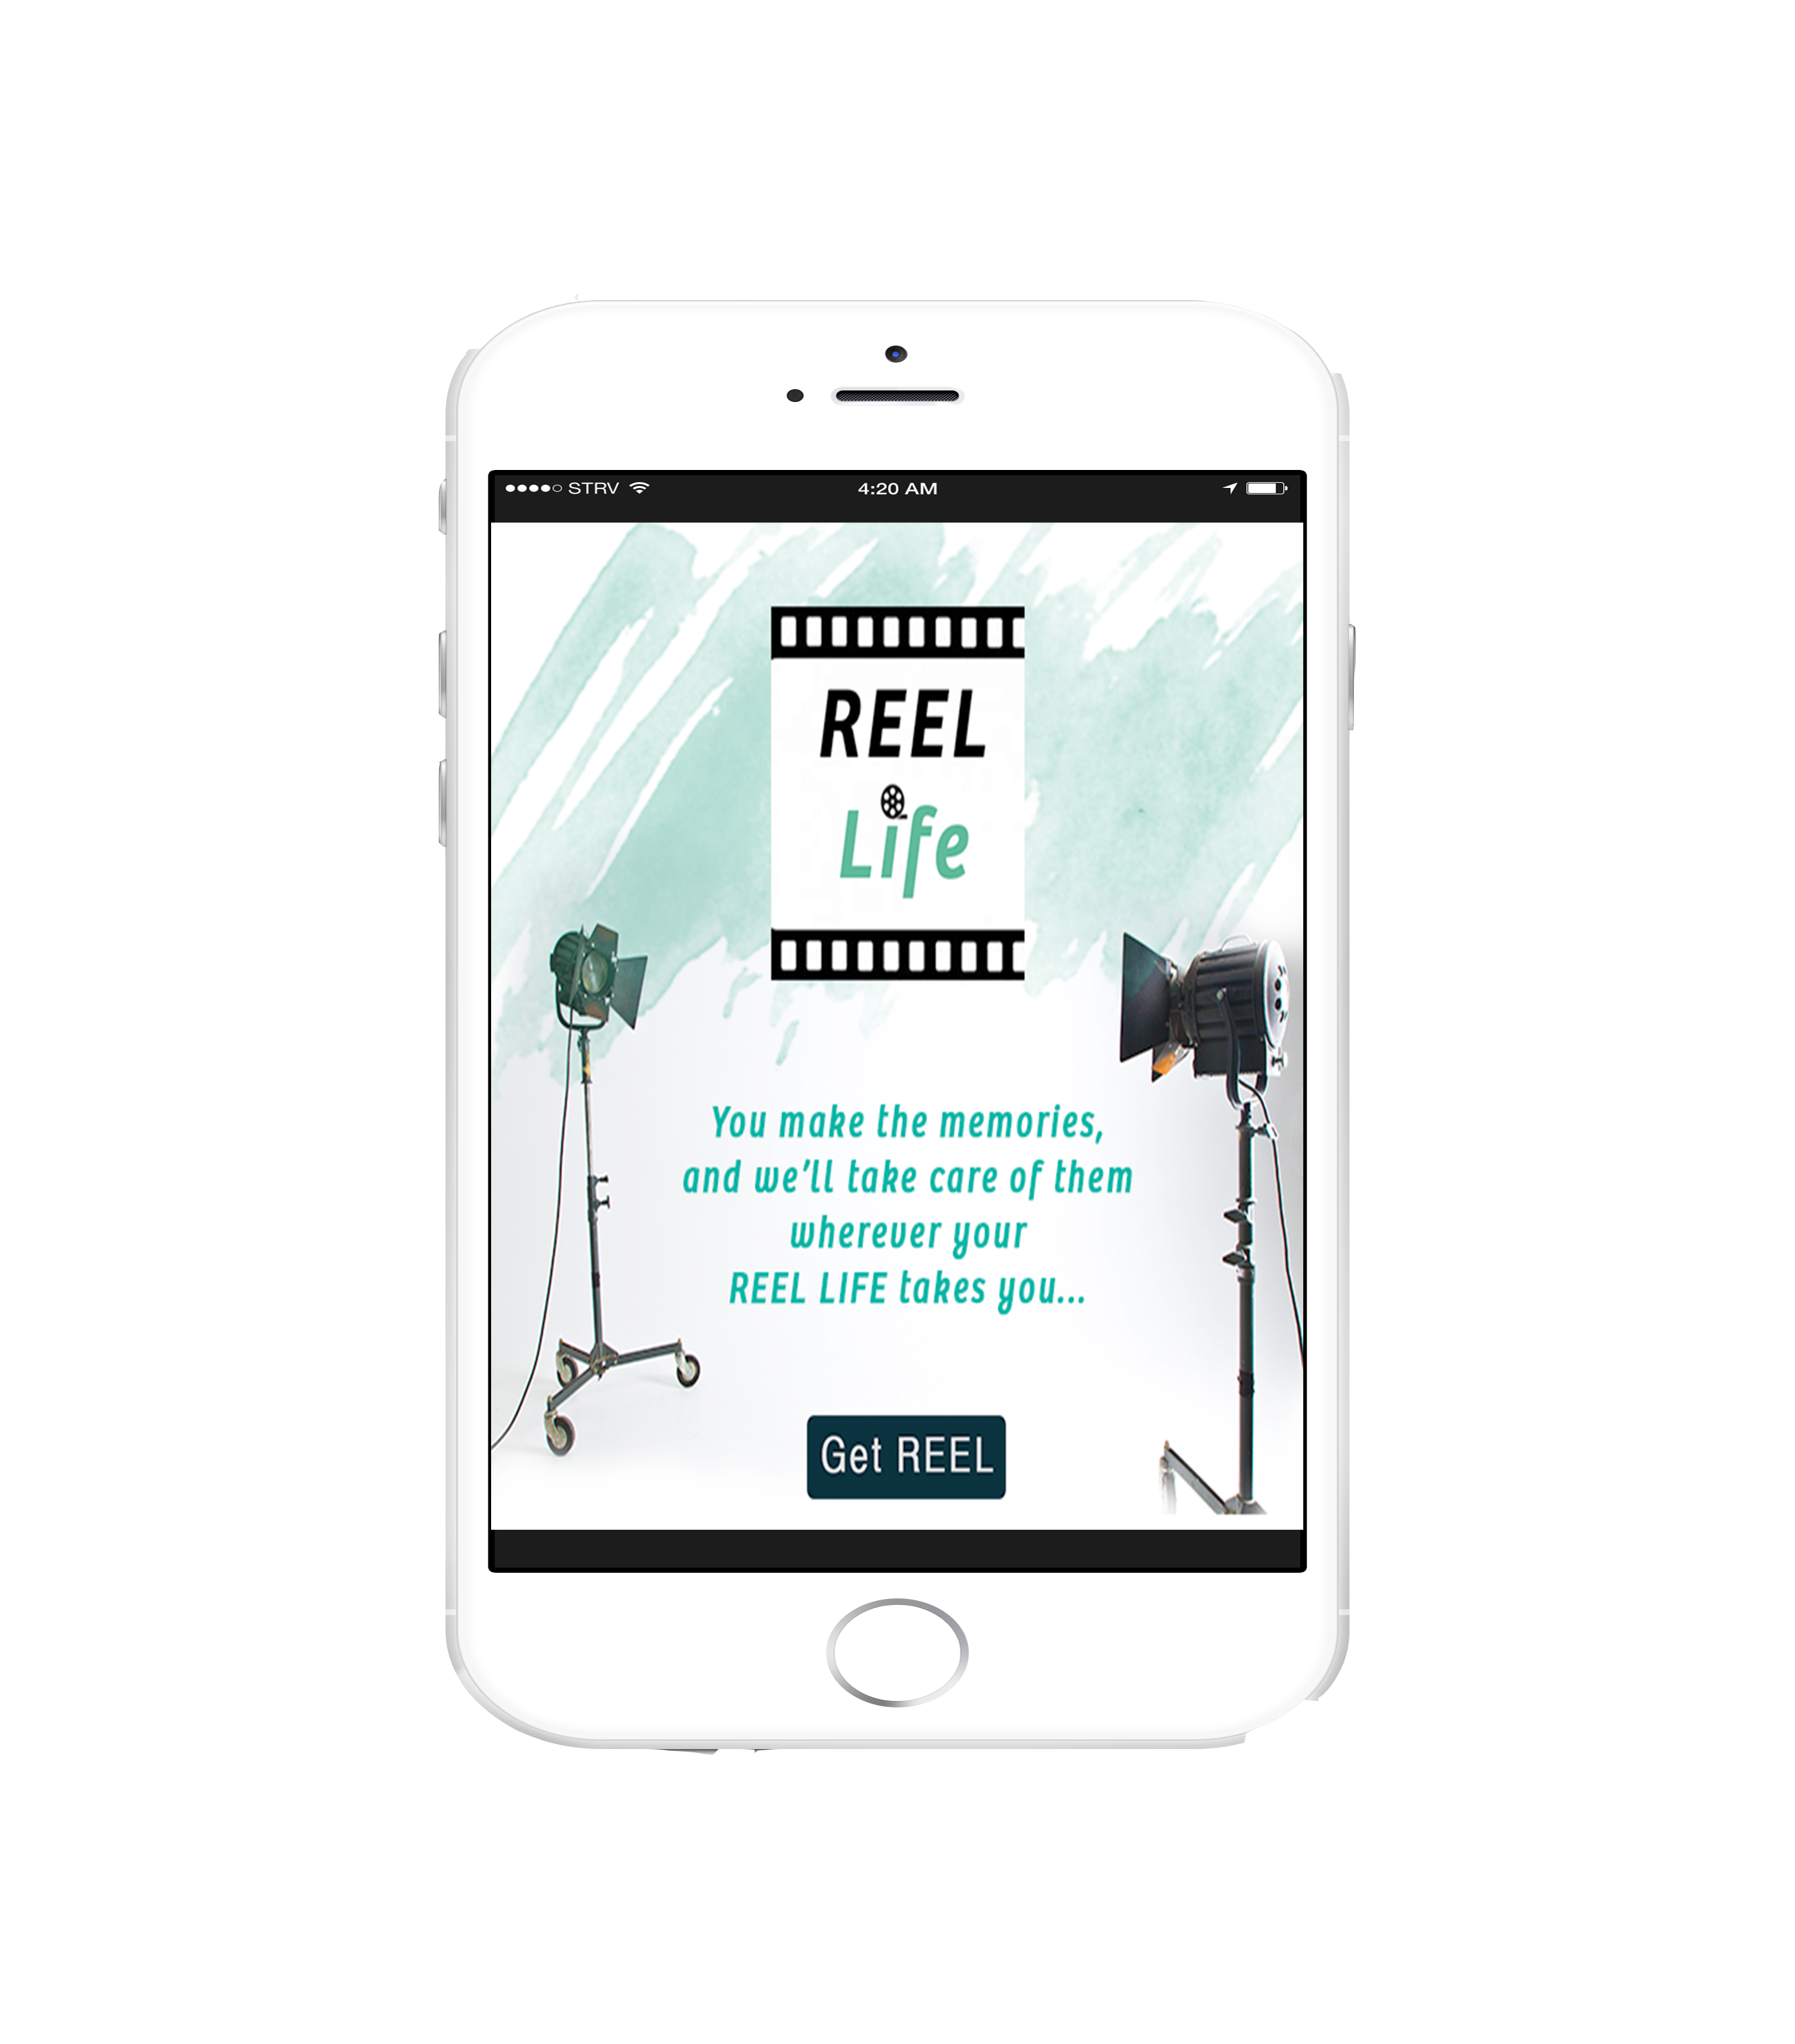 STRV 4:20 AM
REEL
Life
You make the memories,
and we'll take care of them
wherever your
REEL LIFE takes you...
Get REEL